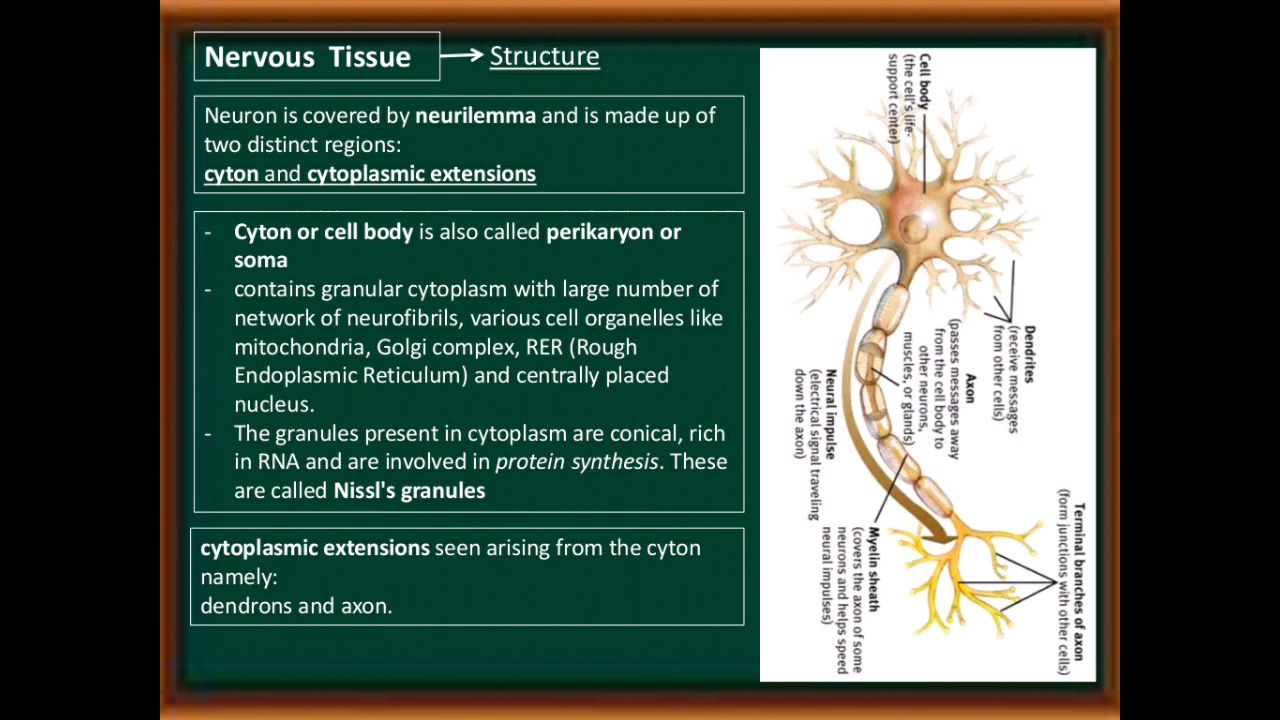 Nervous Tissue
Structure
Neuron is covered by neurilemma and is made up of
two distinct regions:
cyton and cytoplasmic extensions
- Cyton or cell body is also called perikaryon or
soma
- contains granular cytoplasm with large number of
network of neurofibrils, various cell organelles like
mitochondria, Golgi complex, RER (Rough
Endoplasmic Reticulum) and centrally placed
nucleus.
- The granules present in cytoplasm are conical, rich
in RNA and are involved in protein synthesis. These
are called Nissl's granules
cytoplasmic extensions seen arising from the cyton
namely:
dendrons and axon.
Cell body
(the cell's life-
support center)
Dendrites
(receive messages
from other cells)
Axon
(passes messages away
from the cell body to
other neurons,
muscles, or glands)
Neural impulse
(electrical signal traveling
down the axon)
Myelin sheath
(covers the axon of some
neurons and helps speed
neural impulses)
Terminal branches of axon
(form junctions with other cells)